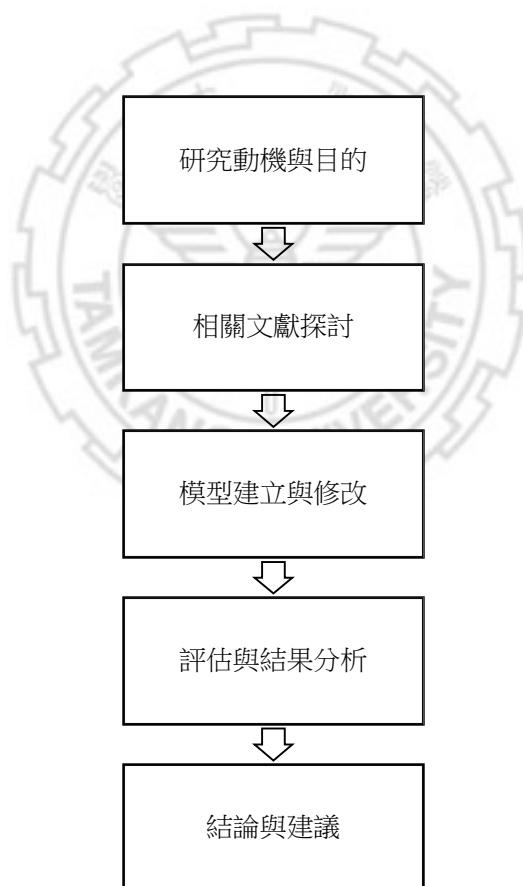 研究動機與目的
相關文獻探討
模型建立與修改
評估與結果分析
結論與建議